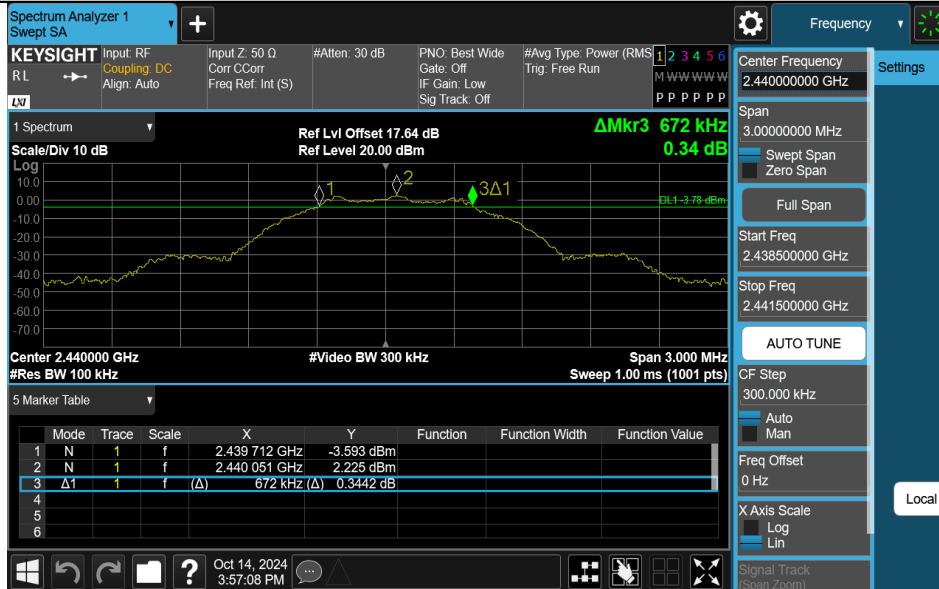 Spectrum Analyzer 1
Swept SA
+
Frequency
KEYSIGHT
RL
LXI
Input: RF
Coupling: DC
Align: Auto
Input Z: 50 Ω
Corr CCorr
Freq Ref: Int (S)
#Atten: 30 dB
PNO: Best Wide
Gate: Off
IF Gain: Low
Sig Track: Off
#Avg Type: Power (RMS
Trig: Free Run
1 2 3 4 5 6
M W W W W W
P P P P P P
1 Spectrum
Scale/Div 10 dB
Ref Lvl Offset 17.64 dB
Ref Level 20.00 dBm
ΔMkr3 672 kHz
0.34 dB
Log
10.0
0.00
-10.0
-20.0
-30.0
-40.0
-50.0
-60.0
-70.0
1
2
3Δ1
DL1 -3.78 dBm
Center 2.440000 GHz
#Res BW 100 kHz
#Video BW 300 kHz
Span 3.000 MHz
Sweep 1.00 ms (1001 pts)
5 Marker Table
Mode Trace Scale X Y Function Function Width Function Value
1 N 1 f 2.439 712 GHz -3.593 dBm
2 N 1 f 2.440 051 GHz 2.225 dBm
3 Δ1 1 f (Δ) 672 kHz (Δ) 0.3442 dB
4
5
6
?
Oct 14, 2024
3:57:08 PM
Center Frequency
2.440000000 GHz
Span
3.00000000 MHz
Swept Span
Zero Span
Full Span
Start Freq
2.438500000 GHz
Stop Freq
2.441500000 GHz
AUTO TUNE
CF Step
300.000 kHz
Auto
Man
Freq Offset
0 Hz
X Axis Scale
Log
Lin
Signal Track
(Span Zoom)
Settings
Local